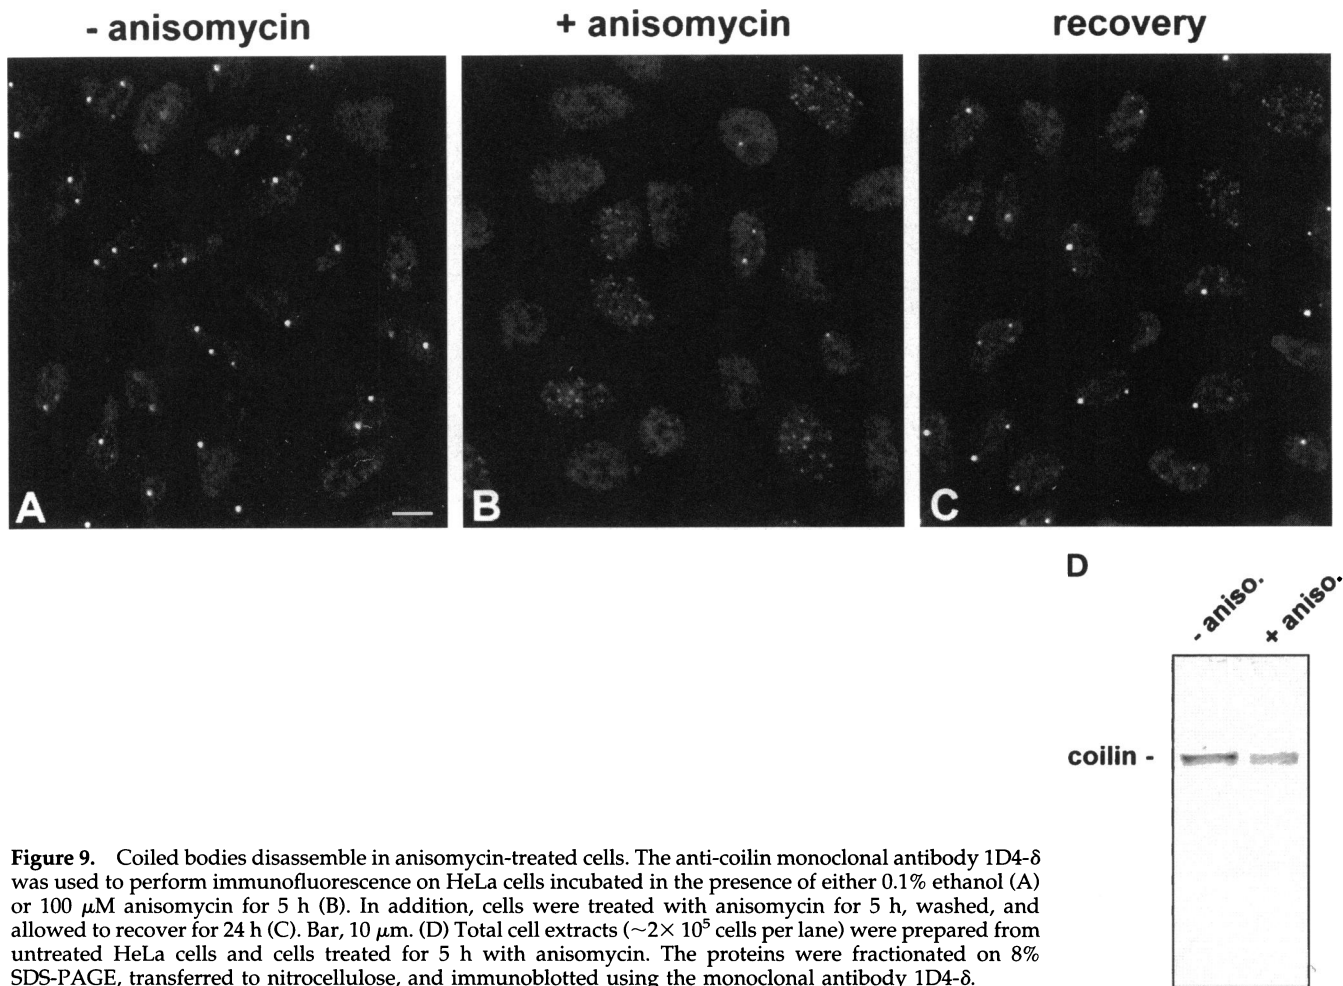 - anisomycin
+ anisomycin
recovery
A
B
C
D
- aniso.
+ aniso.
coilin -
Figure 9. Coiled bodies disassemble in anisomycin-treated cells. The anti-coilin monoclonal antibody 1D4-δ
was used to perform immunofluorescence on HeLa cells incubated in the presence of either 0.1% ethanol (A)
or 100 μM anisomycin for 5 h (B). In addition, cells were treated with anisomycin for 5 h, washed, and
allowed to recover for 24 h (C). Bar, 10 μm. (D) Total cell extracts (~2× 10⁵ cells per lane) were prepared from
untreated HeLa cells and cells treated for 5 h with anisomycin. The proteins were fractionated on 8%
SDS-PAGE, transferred to nitrocellulose, and immunoblotted using the monoclonal antibody 1D4-δ.